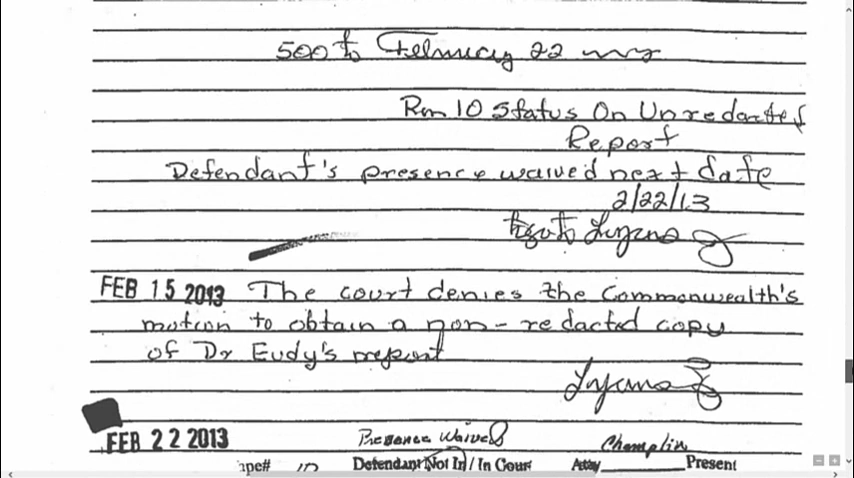 500 to February 22
Rm 10 Status On Unredacted
Report
Defendant's presence waived next date
2/22/13
FEB 15 2013 The court denies the Commonwealth's
motion to obtain a non-redacted copy
of Dr Eudy's report
FEB 22 2013 Presence Waived Champlin
ape# 10 Defendant Not In / In Court Atty Present